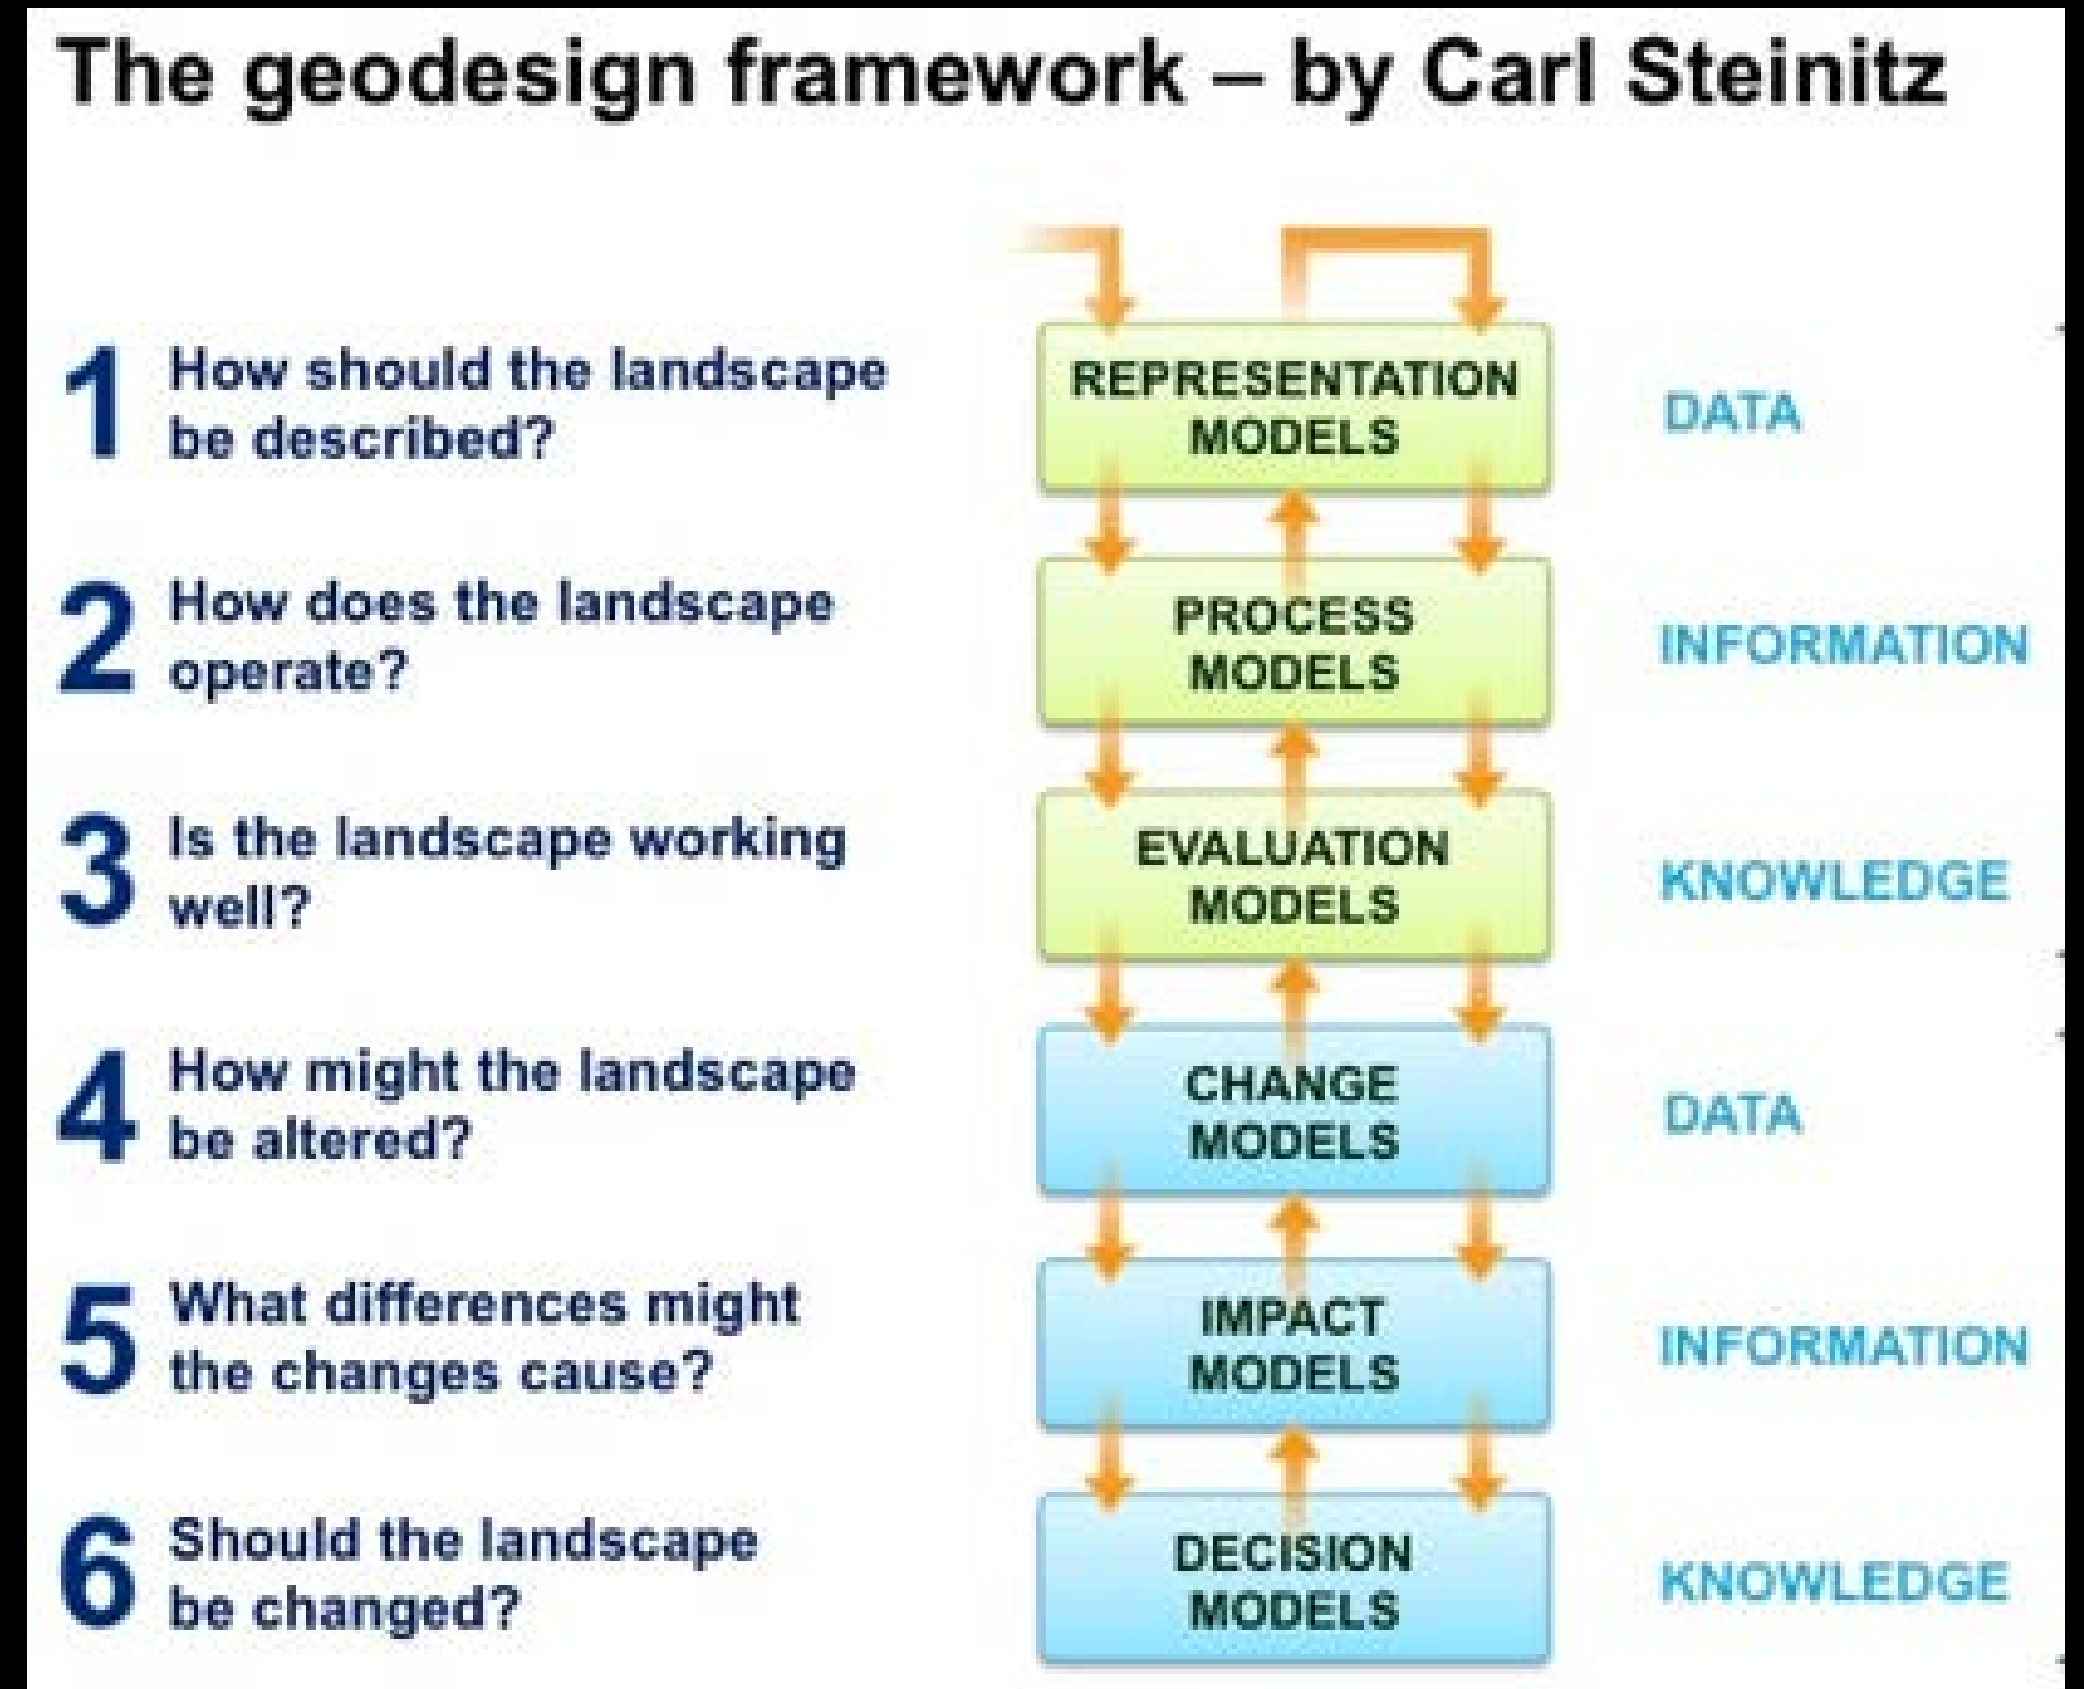 The geodesign framework – by Carl Steinitz
1
How should the landscape
be described?
REPRESENTATION
MODELS
DATA
2
How does the landscape
operate?
PROCESS
MODELS
INFORMATION
3
Is the landscape working
well?
EVALUATION
MODELS
KNOWLEDGE
4
How might the landscape
be altered?
CHANGE
MODELS
DATA
5
What differences might
the changes cause?
IMPACT
MODELS
INFORMATION
6
Should the landscape
be changed?
DECISION
MODELS
KNOWLEDGE